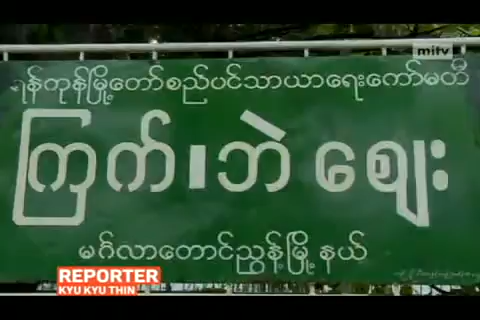 mitv
ရန်ကုန်မြို့တော်စည်ပင်သာယာရေးကော်မတီ
ကြက်၊ဘဲ ဈေး
မင်္ဂလာတောင်ညွန့်မြို့နယ်
REPORTER
KYU KYU THIN